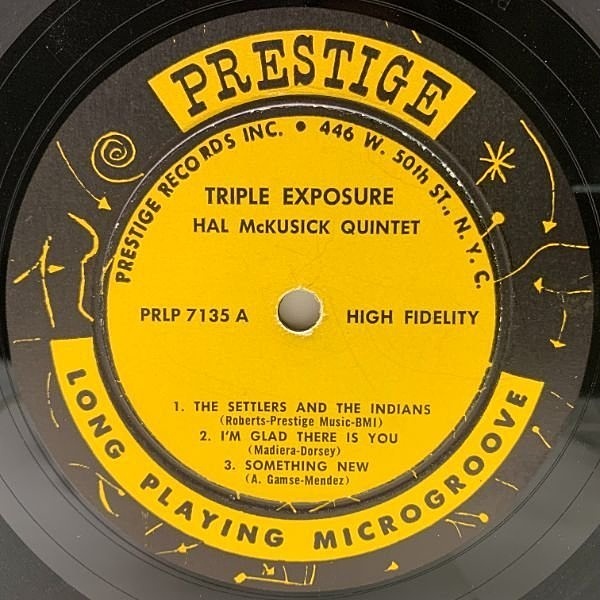 PRESTIGE
PRESTIGE RECORDS INC. • 446 W. 50th ST., N. Y. C.
TRIPLE EXPOSURE
HAL McKUSICK QUINTET
PRLP 7135 A HIGH FIDELITY
1. THE SETTLERS AND THE INDIANS
(Roberts-Prestige Music-BMI)
2. I'M GLAD THERE IS YOU
(Madiera-Dorsey)
3. SOMETHING NEW
(A. Gamse-Mendez)
LONG PLAYING MICROGROOVE